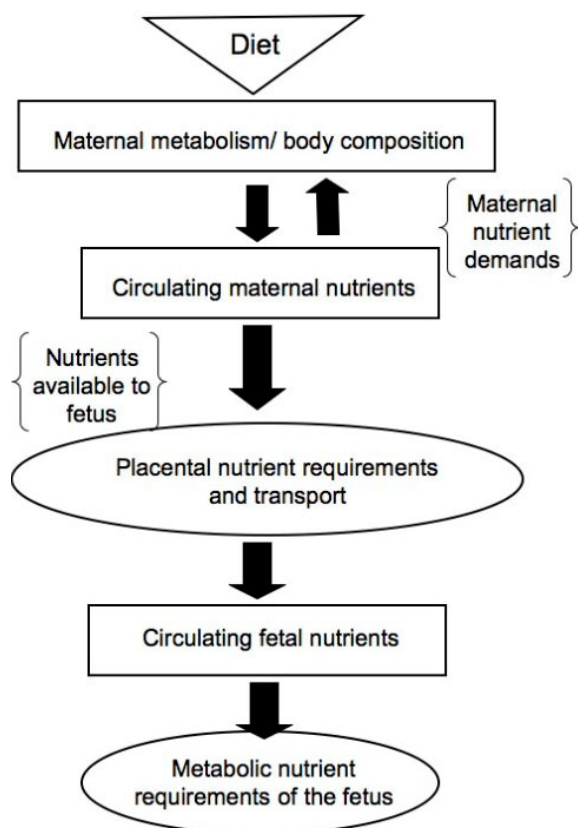 Diet
Maternal metabolism/ body composition
Maternal
nutrient
demands
Circulating maternal nutrients
Nutrients
available to
fetus
Placental nutrient requirements
and transport
Circulating fetal nutrients
Metabolic nutrient
requirements of the fetus